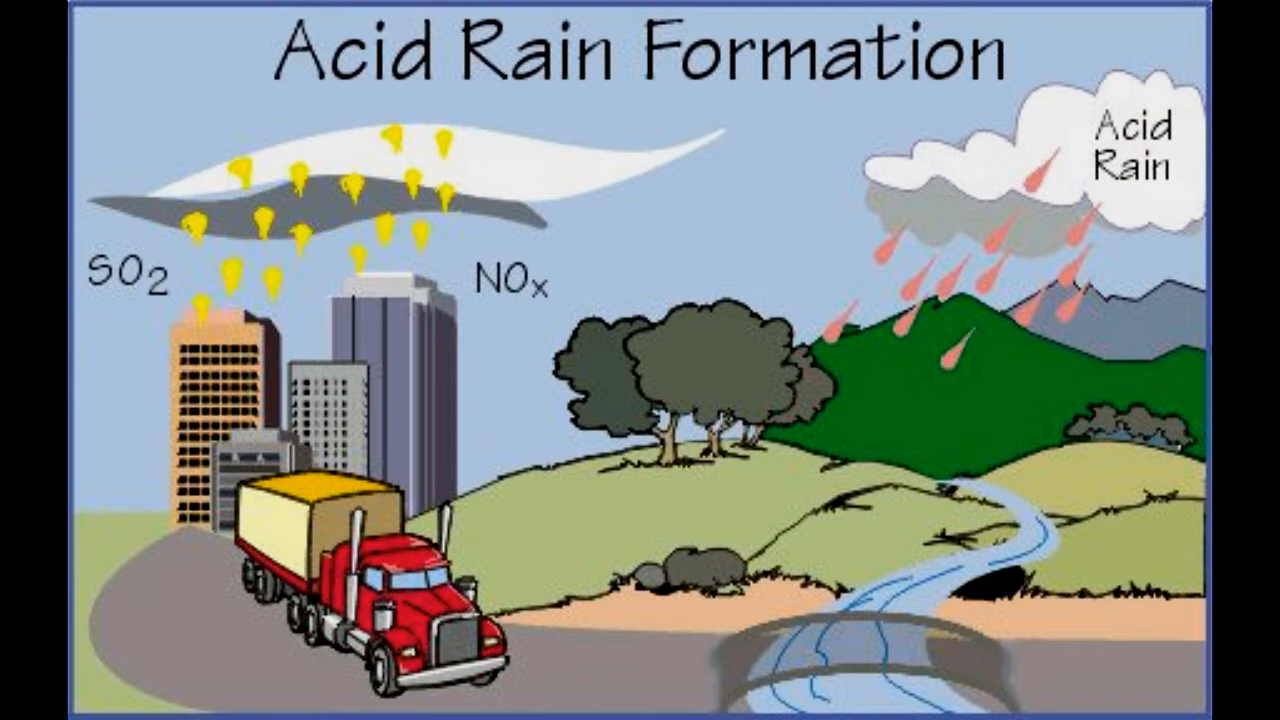 Acid Rain Formation
Acid
Rain
SO₂
NOₓ